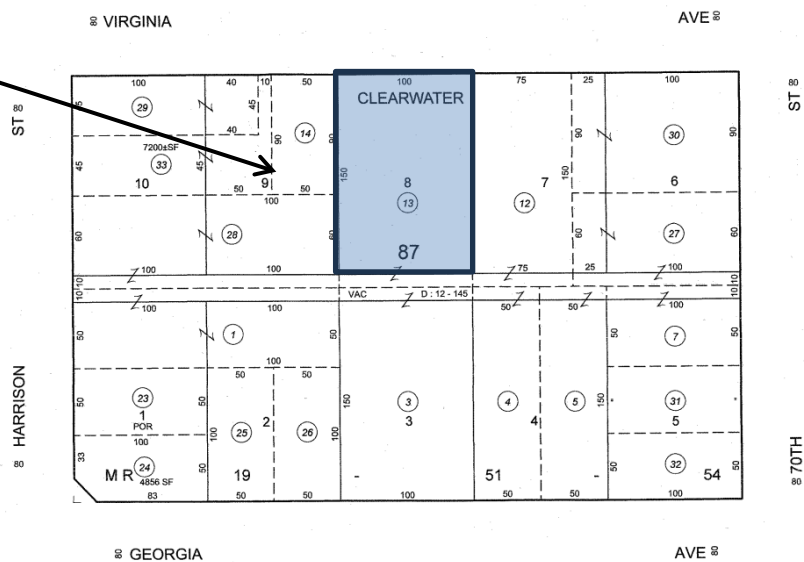 80 VIRGINIA AVE 80
ST 80
80 ST
100 40 10 50 100 75 25 100
CLEARWATER
45 29 45 14 90 90 30 90
40
7200±SF
33
45 45 150 150
10 9 8 7 6
50 50
100
13 12
60 28 60 60 27 60
87
100 100 75 25 100
10 10 10 10
VAC D : 12 - 145
100 100 50 50 100
50 1 50 50 7 50
100
50 50
HARRISON 80
80 70TH
50 23 50 150 3 4 5 150 31
1 2 3 4 5
POR
100
100 25 26 100
33 24 50 50 32 50
M R 4856 SF 19 - 51 - 54
83 50 50 100 50 50 100
80 GEORGIA AVE 80